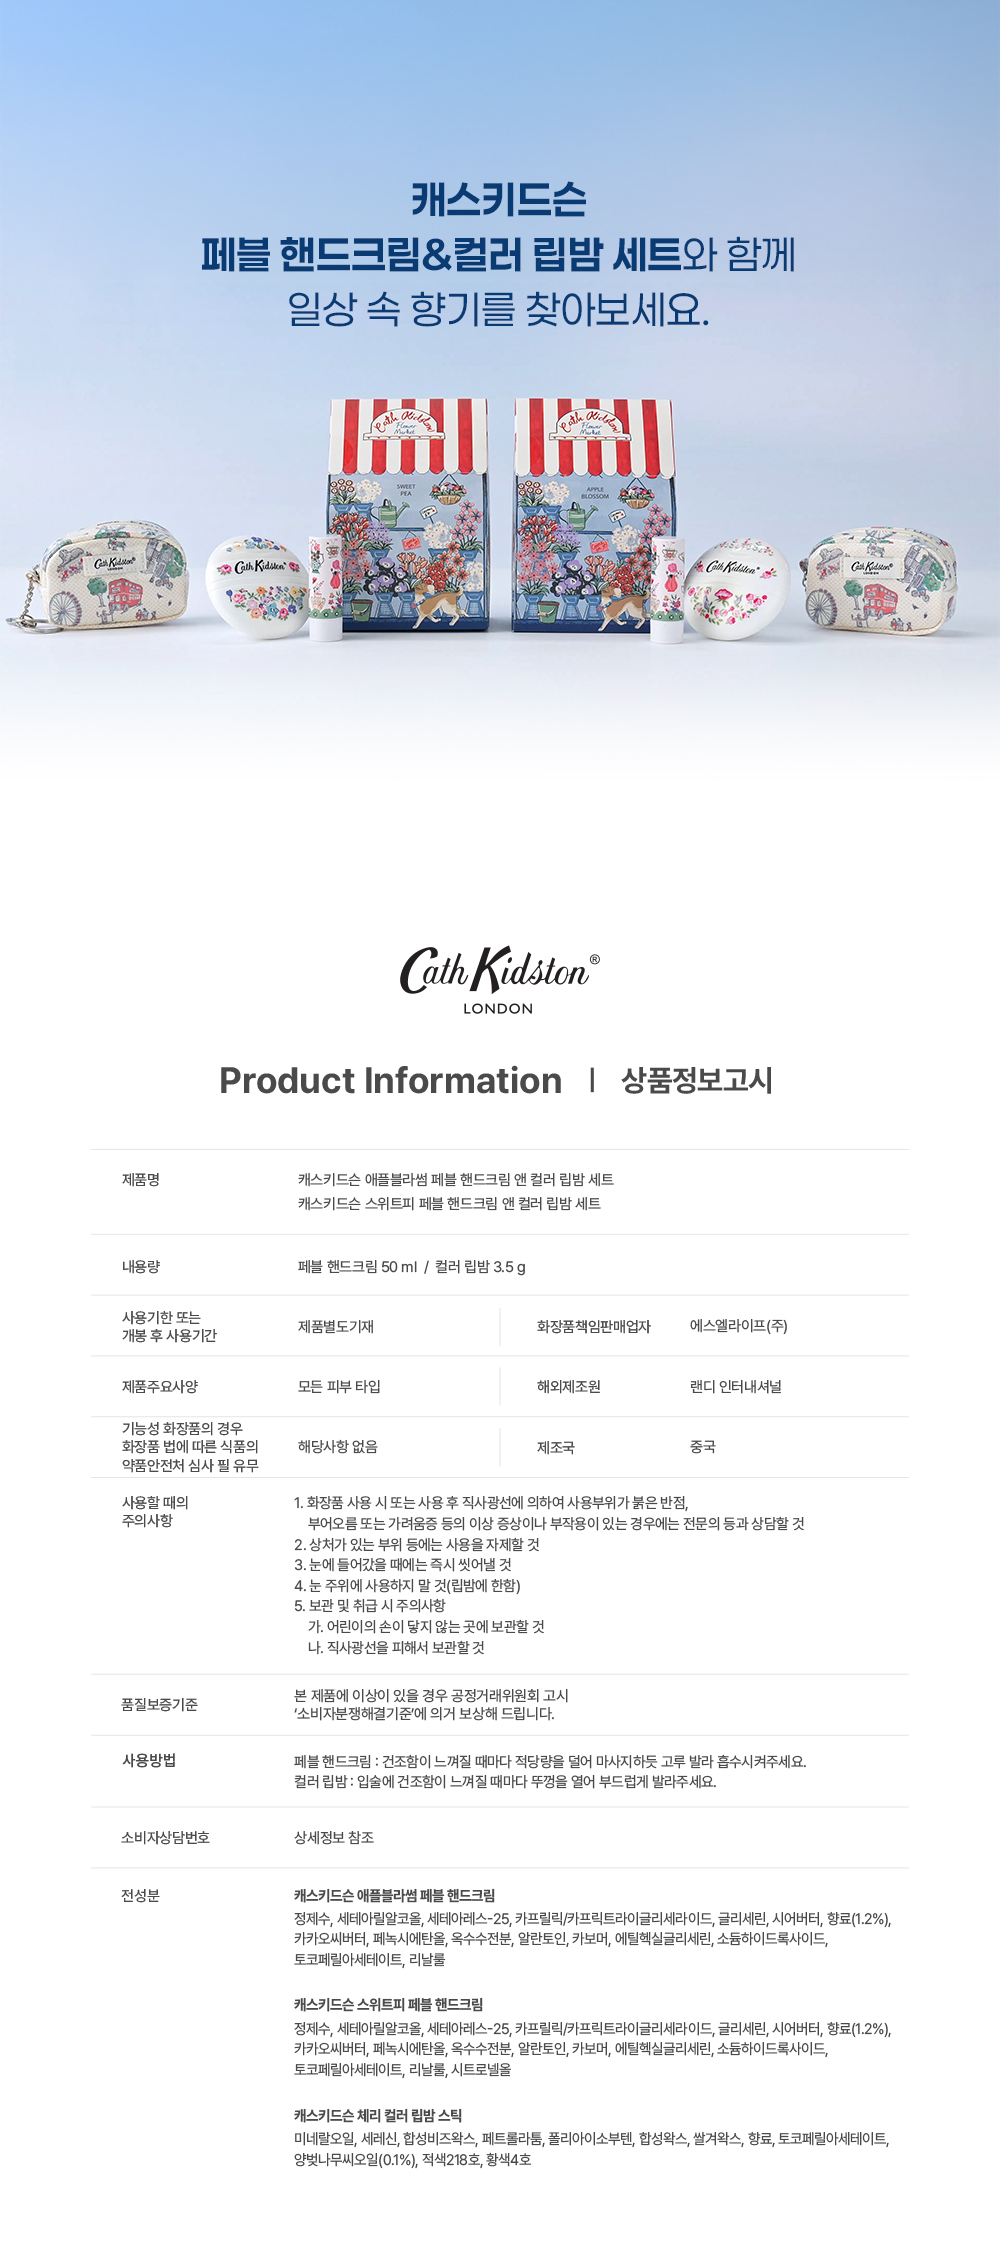 캐스키드슨
페블 핸드크림&컬러 립밤 세트와 함께
일상 속 향기를 찾아보세요.
Cath Kidston
Flower
Market
SWEET
PEA
Cath Kidston
Flower
Market
APPLE
BLOSSOM
Cath Kidston®
LONDON
Cath Kidston®
Cath Kidston®
Cath Kidston®
LONDON
Cath Kidston®
LONDON
Product Information | 상품정보고시
제품명 캐스키드슨 애플블라썸 페블 핸드크림 앤 컬러 립밤 세트
캐스키드슨 스위트피 페블 핸드크림 앤 컬러 립밤 세트
내용량 페블 핸드크림 50 ml / 컬러 립밤 3.5 g
사용기한 또는
개봉 후 사용기간 제품별도기재 화장품책임판매업자 에스엘라이프(주)
제품주요사양 모든 피부 타입 해외제조원 랜디 인터내셔널
기능성 화장품의 경우
화장품 법에 따른 식품의
약품안전처 심사 필 유무 해당사항 없음 제조국 중국
사용할 때의
주의사항
1. 화장품 사용 시 또는 사용 후 직사광선에 의하여 사용부위가 붉은 반점,
부어오름 또는 가려움증 등의 이상 증상이나 부작용이 있는 경우에는 전문의 등과 상담할 것
2. 상처가 있는 부위 등에는 사용을 자제할 것
3. 눈에 들어갔을 때에는 즉시 씻어낼 것
4. 눈 주위에 사용하지 말 것(립밤에 한함)
5. 보관 및 취급 시 주의사항
가. 어린이의 손이 닿지 않는 곳에 보관할 것
나. 직사광선을 피해서 보관할 것
품질보증기준
본 제품에 이상이 있을 경우 공정거래위원회 고시
‘소비자분쟁해결기준’에 의거 보상해 드립니다.
사용방법
페블 핸드크림 : 건조함이 느껴질 때마다 적당량을 덜어 마사지하듯 고루 발라 흡수시켜주세요.
컬러 립밤 : 입술에 건조함이 느껴질 때마다 뚜껑을 열어 부드럽게 발라주세요.
소비자상담번호 상세정보 참조
전성분
캐스키드슨 애플블라썸 페블 핸드크림
정제수, 세테아릴알코올, 세테아레스-25, 카프릴릭/카프릭트라이글리세라이드, 글리세린, 시어버터, 향료(1.2%),
카카오씨버터, 페녹시에탄올, 옥수수전분, 알란토인, 카보머, 에틸헥실글리세린, 소듐하이드록사이드,
토코페릴아세테이트, 리날룰
캐스키드슨 스위트피 페블 핸드크림
정제수, 세테아릴알코올, 세테아레스-25, 카프릴릭/카프릭트라이글리세라이드, 글리세린, 시어버터, 향료(1.2%),
카카오씨버터, 페녹시에탄올, 옥수수전분, 알란토인, 카보머, 에틸헥실글리세린, 소듐하이드록사이드,
토코페릴아세테이트, 리날룰, 시트로넬올
캐스키드슨 체리 컬러 립밤 스틱
미네랄오일, 세레신, 합성비즈왁스, 페트롤라툼, 폴리아이소부텐, 합성왁스, 쌀겨왁스, 향료, 토코페릴아세테이트,
양벚나무씨오일(0.1%), 적색218호, 황색4호